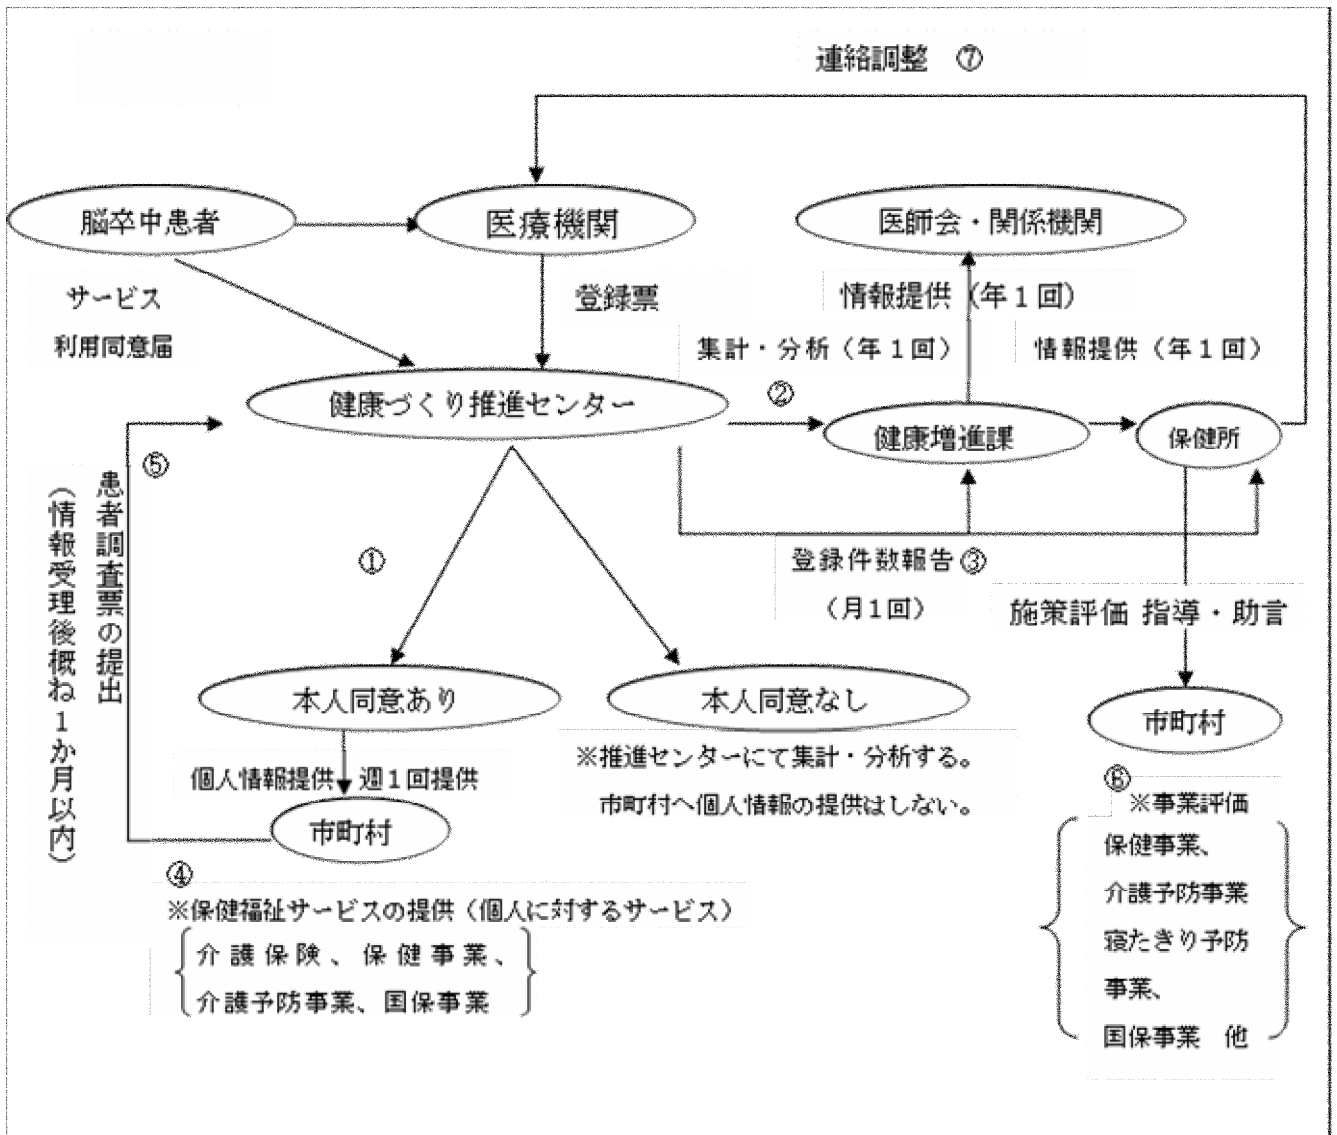 連絡調整 ⑦
脳卒中患者
医療機関
医師会・関係機関
サービス
利用同意届
登録票
情報提供（年１回）
集計・分析（年１回）
情報提供（年１回）
健康づくり推進センター
②
健康増進課
保健所
⑤
患者調査票の提出
（情報受理後概ね１か月以内）
①
登録件数報告③
（月１回）
施策評価 指導・助言
本人同意あり
本人同意なし
市町村
※推進センターにて集計・分析する。
市町村へ個人情報の提供はしない。
個人情報提供 週１回提供
市町村
④
※保健福祉サービスの提供（個人に対するサービス）
介護保険、保健事業、
介護予防事業、国保事業
⑥
※事業評価
保健事業、
介護予防事業
寝たきり予防
事業、
国保事業 他